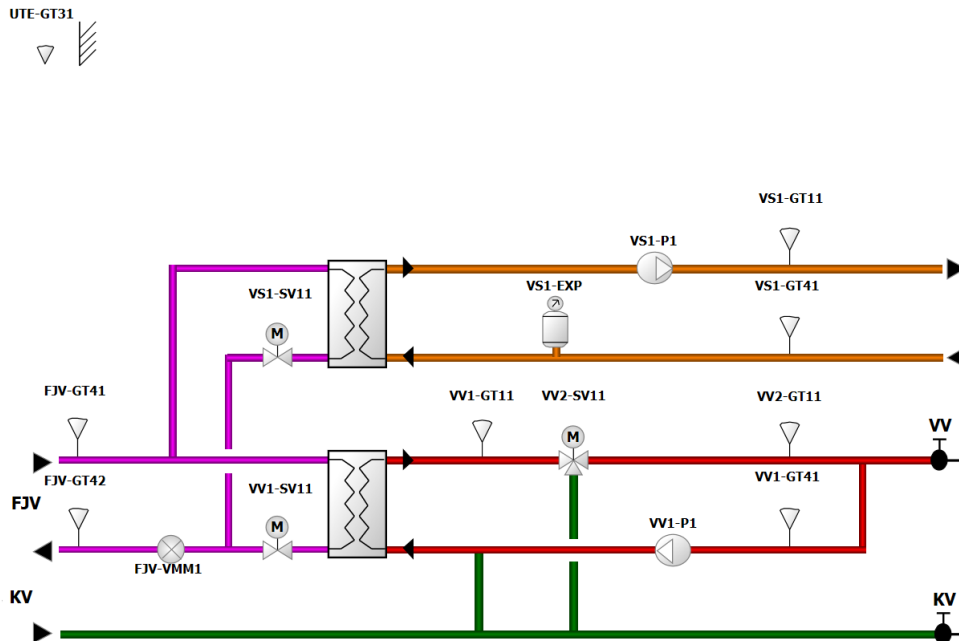 UTE-GT31
VS1-GT11
VS1-P1
VS1-SV11
VS1-EXP
VS1-GT41
M
FJV-GT41
VV1-GT11
VV2-SV11
VV2-GT11
M
VV
FJV-GT42
VV1-SV11
VV1-GT41
FJV
M
VV1-P1
FJV-VMM1
KV
KV